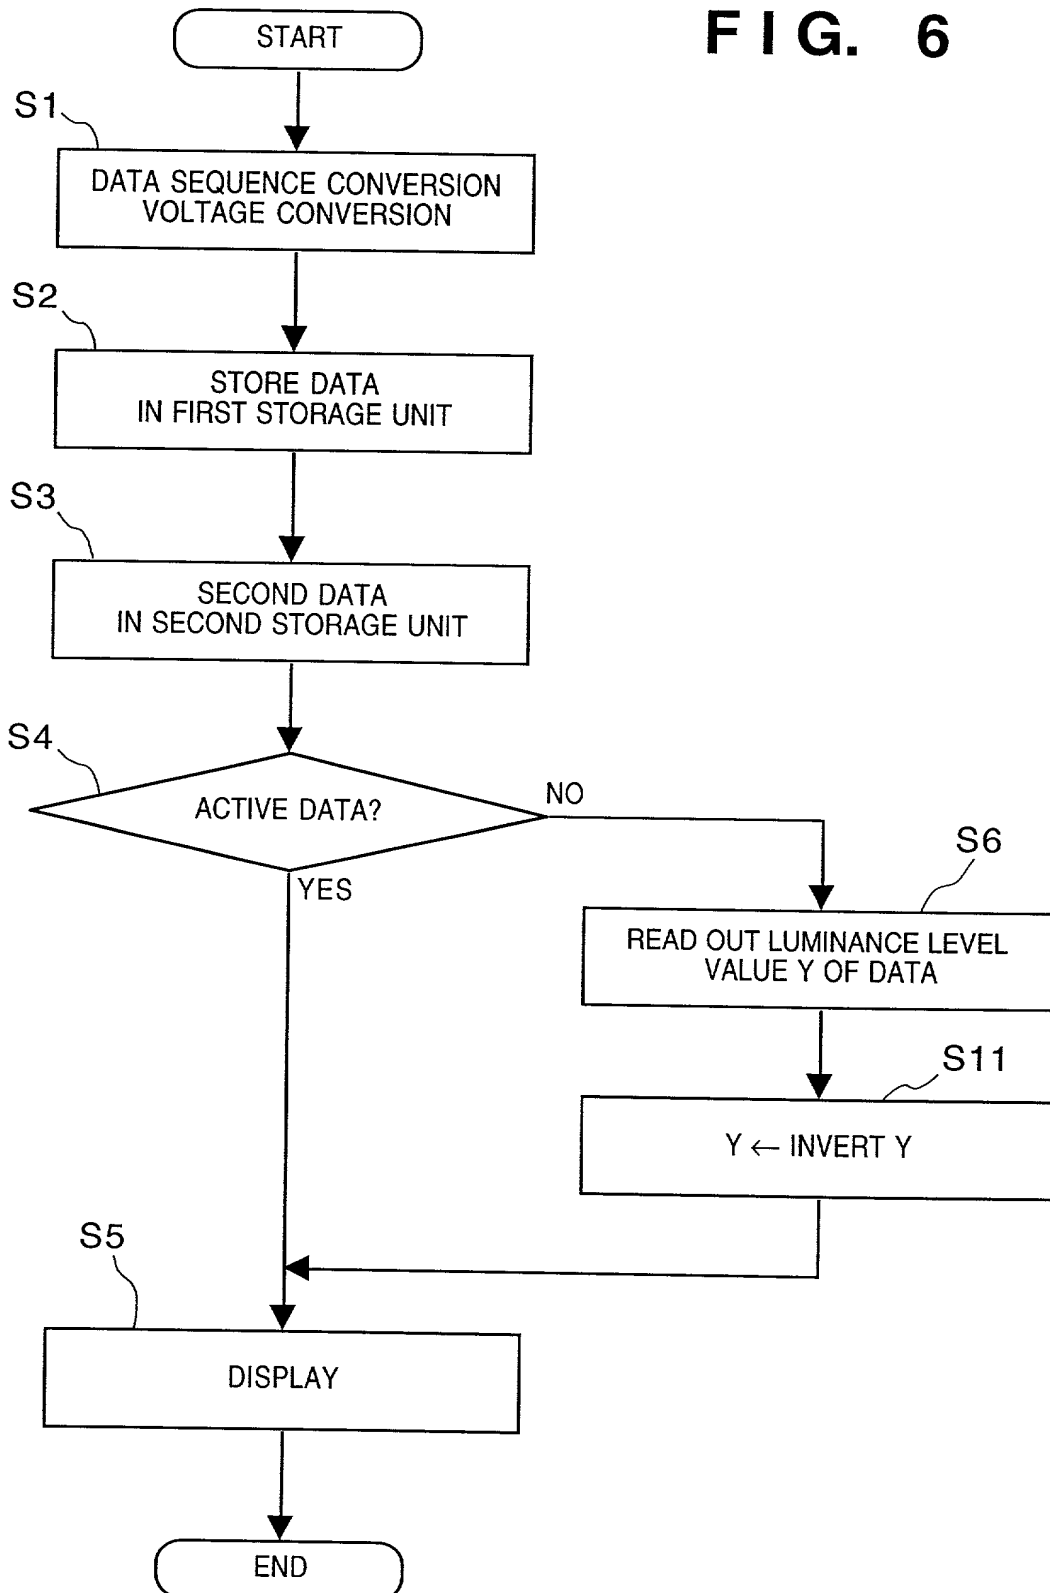 FIG. 6
START
S1
DATA SEQUENCE CONVERSION
VOLTAGE CONVERSION
S2
STORE DATA
IN FIRST STORAGE UNIT
S3
SECOND DATA
IN SECOND STORAGE UNIT
S4
ACTIVE DATA?
NO
YES
S6
READ OUT LUMINANCE LEVEL
VALUE Y OF DATA
S11
Y ← INVERT Y
S5
DISPLAY
END